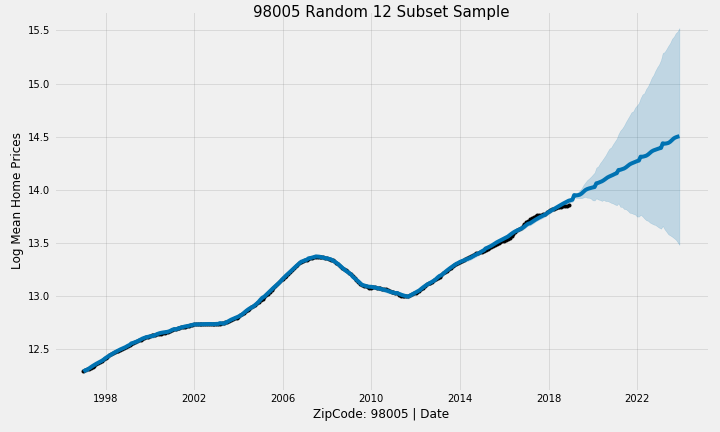 98005 Random 12 Subset Sample
15.5
15.0
14.5
14.0
13.5
13.0
12.5
Log Mean Home Prices
1998 2002 2006 2010 2014 2018 2022
ZipCode: 98005 | Date